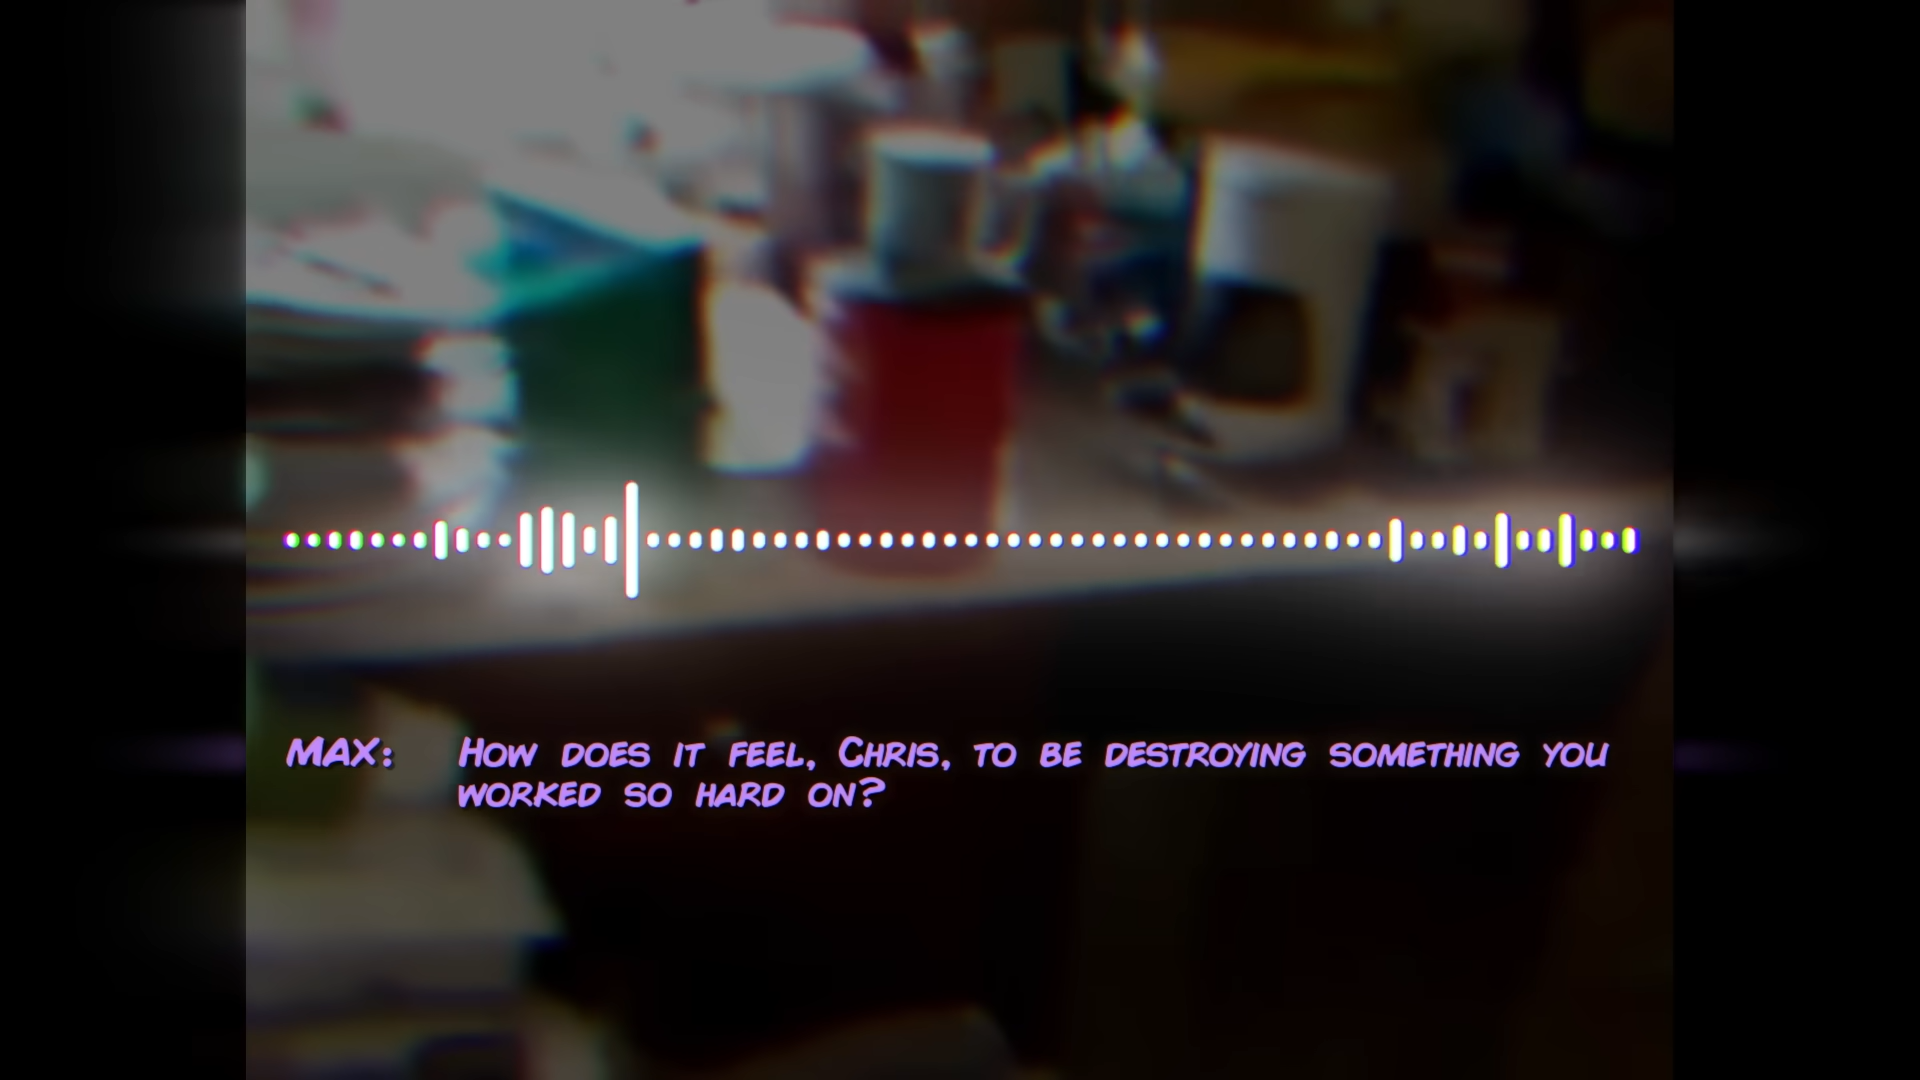 MAX: HOW DOES IT FEEL, CHRIS, TO BE DESTROYING SOMETHING YOU
WORKED SO HARD ON?